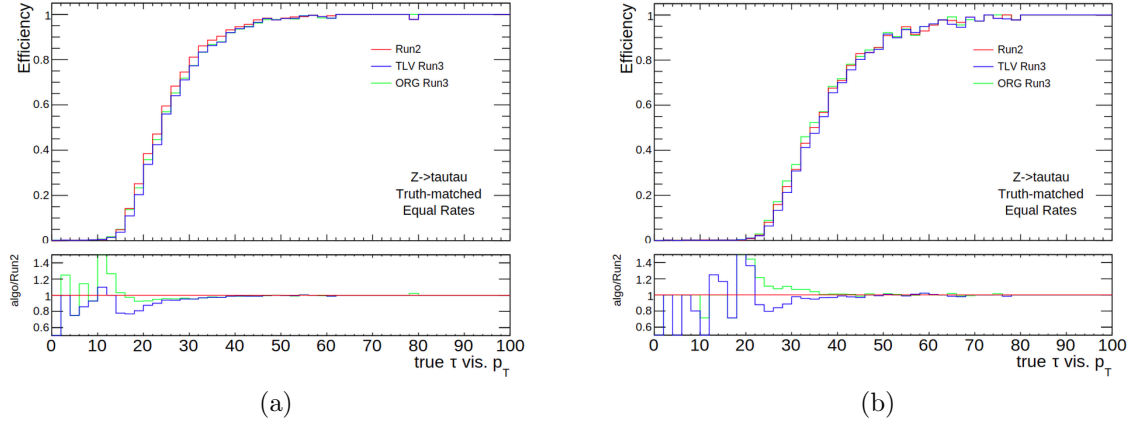 Efficiency
1
0.8
0.6
0.4
0.2
0
Run2
TLV Run3
ORG Run3
Z->tautau
Truth-matched
Equal Rates
algo/Run2
1.4
1.2
1
0.8
0.6
0 10 20 30 40 50 60 70 80 90 100
true τ vis. p_T
(a)
Efficiency
1
0.8
0.6
0.4
0.2
0
Run2
TLV Run3
ORG Run3
Z->tautau
Truth-matched
Equal Rates
algo/Run2
1.4
1.2
1
0.8
0.6
0 10 20 30 40 50 60 70 80 90 100
true τ vis. p_T
(b)